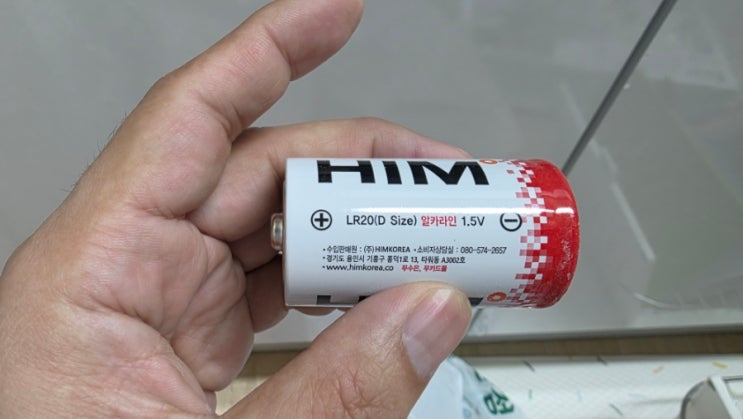 HIM
LR20(D Size) 알카라인 1.5V
•수입판매원 : (주) HIMKOREA •소비자상담실 : 080-574-2657
•경기도 용인시 기흥구 흥덕1로 13, 타워동 A3002호
•www.himkorea.co 무수은, 무카드뮴